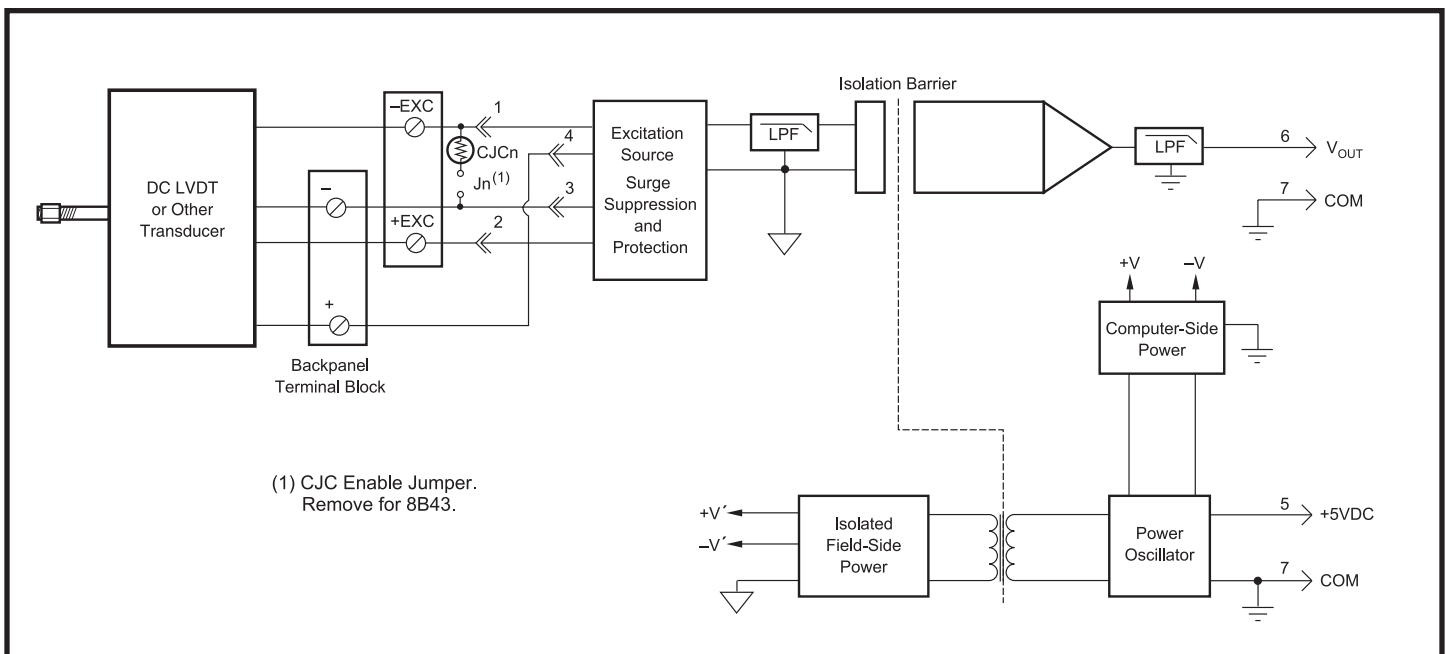 Isolation Barrier
–EXC
1
4
CJCn
Jn(1)
3
–
+EXC
2
+
DC LVDT
or Other
Transducer
Backpanel
Terminal Block
Excitation
Source
Surge
Suppression
and
Protection
LPF
LPF
6
VOUT
7
COM
+V
–V
Computer-Side
Power
(1) CJC Enable Jumper.
Remove for 8B43.
+V´
–V´
Isolated
Field-Side
Power
Power
Oscillator
5
+5VDC
7
COM